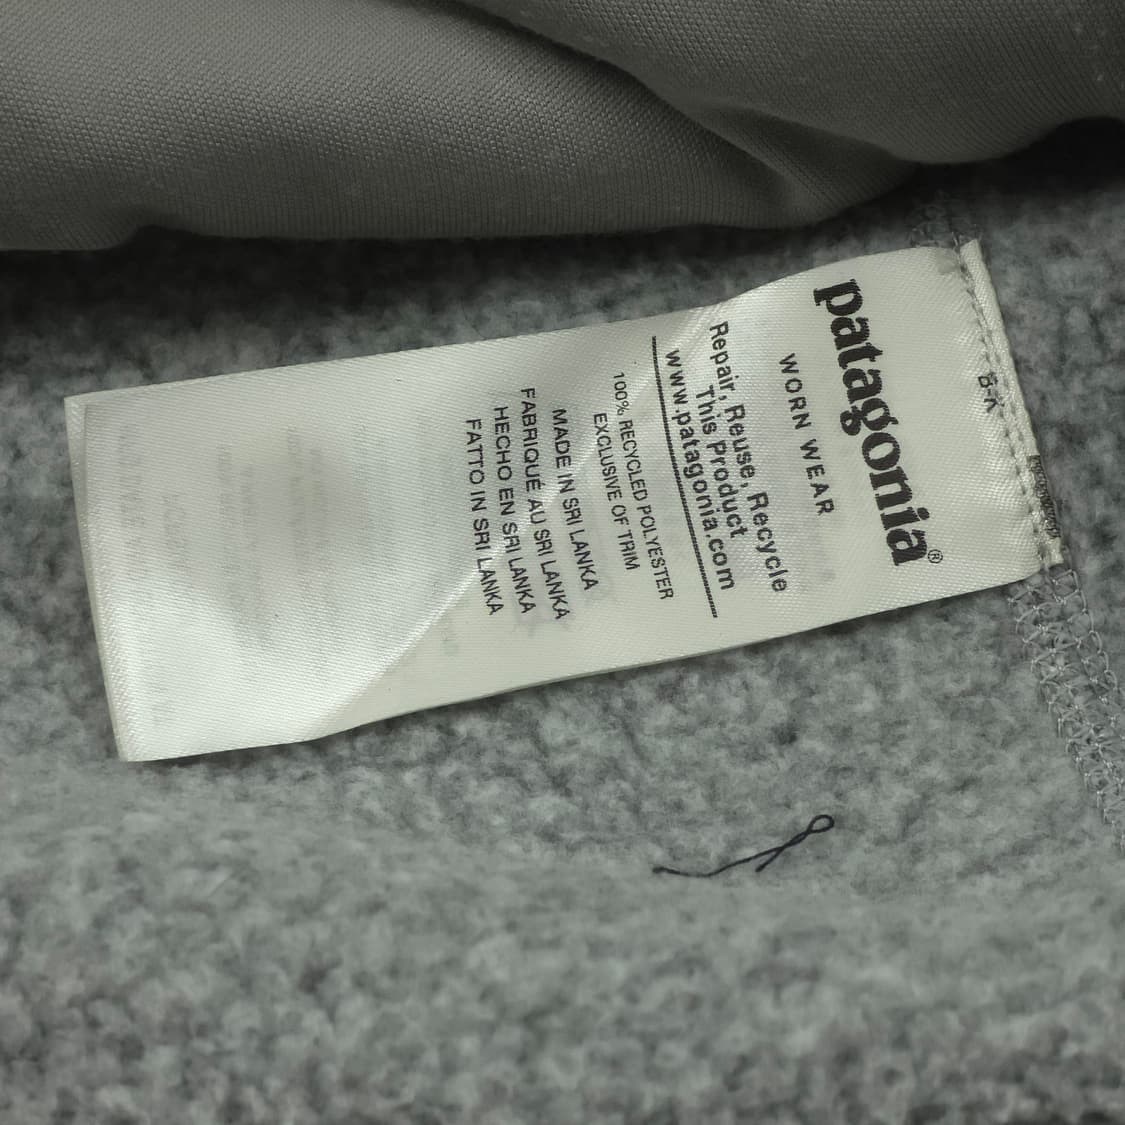 patagonia®
WORN WEAR
Repair, Reuse, Recycle
This Product
www.patagonia.com
100% RECYCLED POLYESTER
EXCLUSIVE OF TRIM
MADE IN SRI LANKA
FABRIQUÉ AU SRI LANKA
HECHO EN SRI LANKA
FATTO IN SRI LANKA